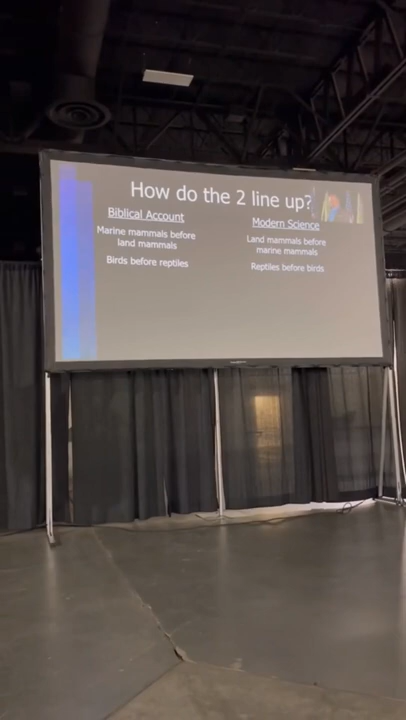 How do the 2 line up?
Biblical Account
Marine mammals before
land mammals
Birds before reptiles
Modern Science
Land mammals before
marine mammals
Reptiles before birds